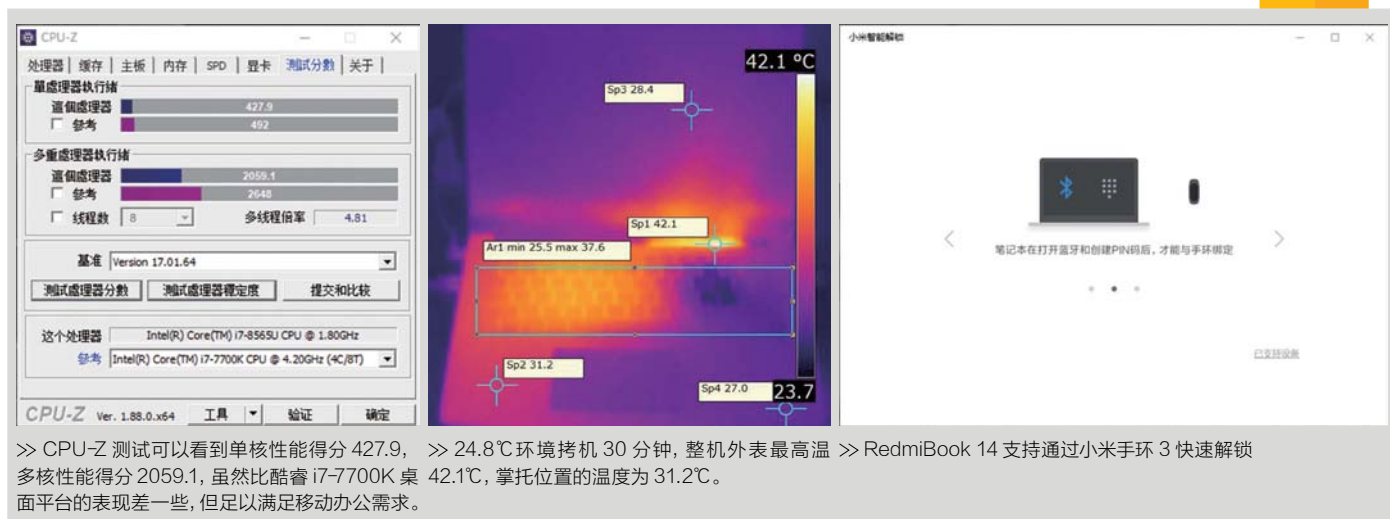 CPU-Z
处理器 缓存 主板 内存 SPD 显卡 測試分數 关于
單處理器執行緒
這個處理器 427.9
參考 492
多重處理器執行緒
這個處理器 2059.1
參考 2648
线程数 8 多线程倍率 4.81
基准 Version 17.01.64
測試處理器分數 測試處理器穩定度 提交和比较
这个处理器 Intel(R) Core(TM) i7-8565U CPU @ 1.80GHz
參考 Intel(R) Core(TM) i7-7700K CPU @ 4.20GHz (4C/8T)
CPU-Z Ver. 1.88.0.x64 工具 验证 确定
>> CPU-Z 测试可以看到单核性能得分 427.9,
多核性能得分 2059.1, 虽然比酷睿 i7-7700K 桌
面平台的表现差一些, 但足以满足移动办公需求。
42.1 °C
Sp3 28.4
Sp1 42.1
Ar1 min 25.5 max 37.6
Sp2 31.2
Sp4 27.0
23.7
>> 24.8℃环境拷机 30 分钟, 整机外表最高温
42.1℃, 掌托位置的温度为 31.2℃。
小米智能解锁
笔记本在打开蓝牙和创建PIN码后，才能与手环绑定
已支持设备
>> RedmiBook 14 支持通过小米手环 3 快速解锁